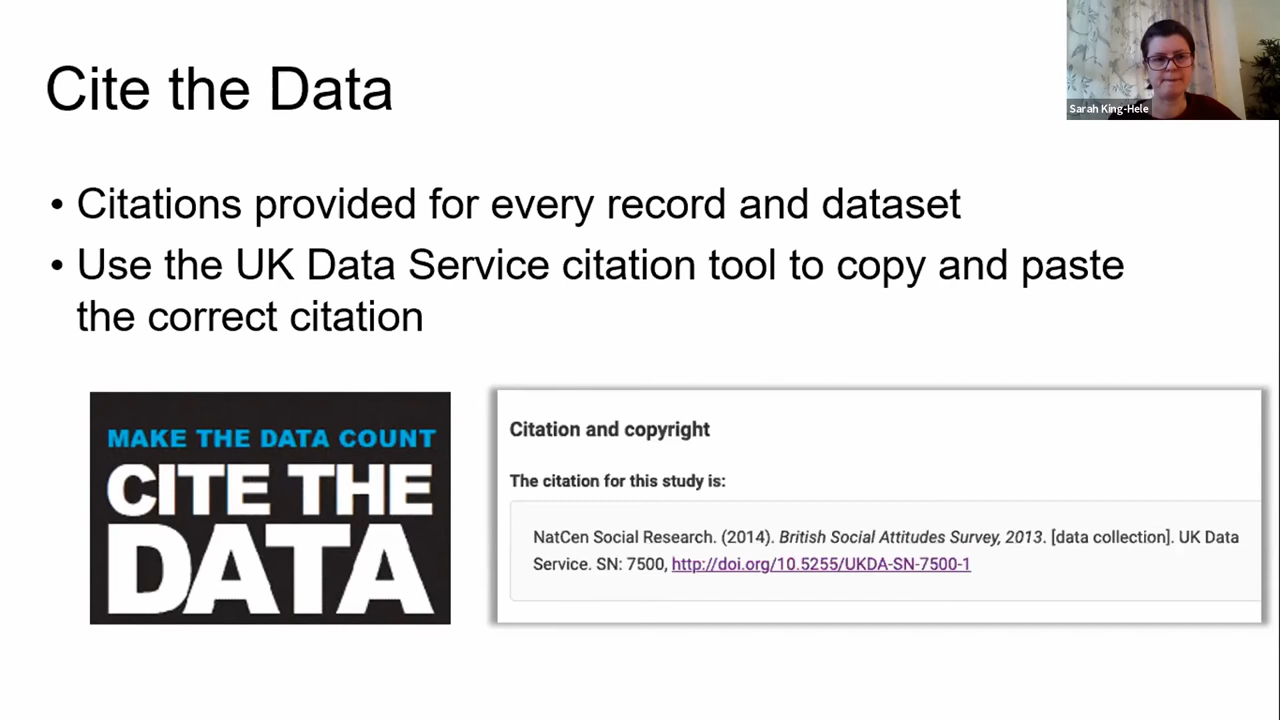 Cite the Data
Sarah King-Hele
• Citations provided for every record and dataset
• Use the UK Data Service citation tool to copy and paste
the correct citation
MAKE THE DATA COUNT
CITE THE
DATA
Citation and copyright
The citation for this study is:
NatCen Social Research. (2014). British Social Attitudes Survey, 2013. [data collection]. UK Data
Service. SN: 7500, http://doi.org/10.5255/UKDA-SN-7500-1